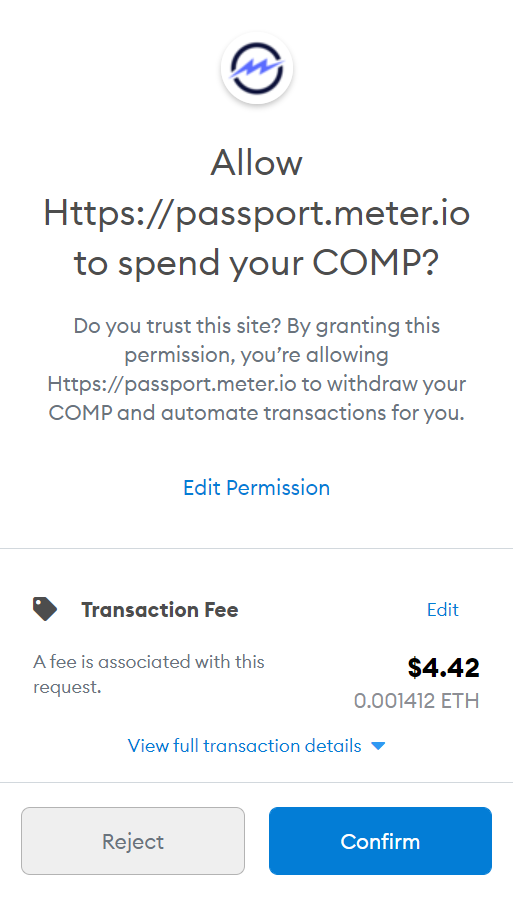 Allow
Https://passport.meter.io
to spend your COMP?
Do you trust this site? By granting this
permission, you’re allowing
Https://passport.meter.io to withdraw your
COMP and automate transactions for you.
Edit Permission
Transaction Fee
Edit
A fee is associated with this
request.
$4.42
0.001412 ETH
View full transaction details
Reject
Confirm